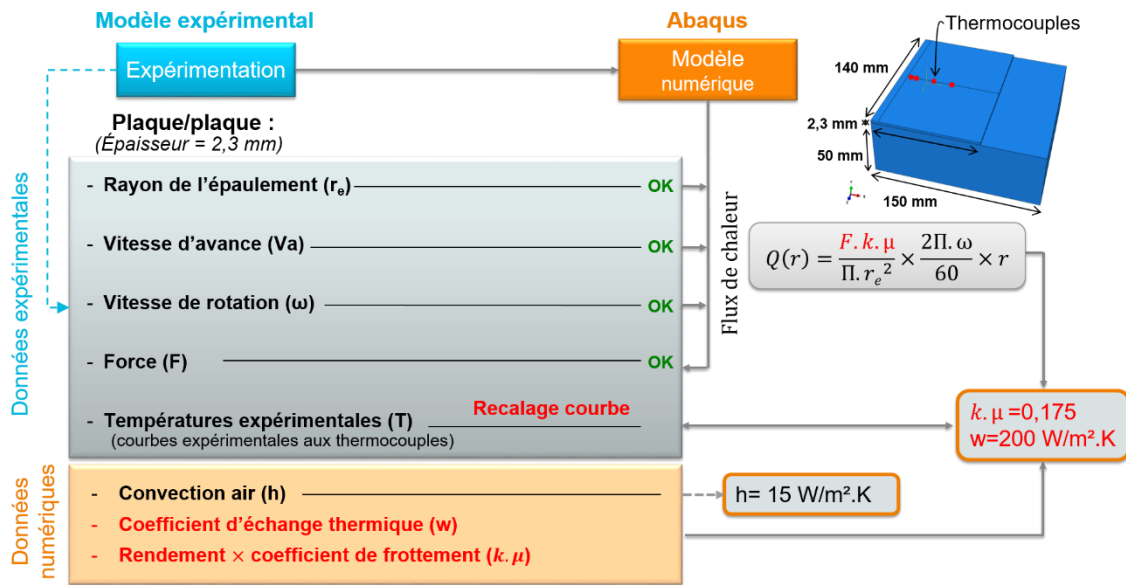 Modèle expérimental
Abaqus
Expérimentation
Modèle
numérique
Thermocouples
140 mm
2,3 mm
50 mm
150 mm
Plaque/plaque :
(Épaisseur = 2,3 mm)
Données expérimentales
- Rayon de l'épaulement (rₑ) OK
- Vitesse d'avance (Va) OK
- Vitesse de rotation (ω) OK
- Force (F) OK
- Températures expérimentales (T) Recalage courbe
(courbes expérimentales aux thermocouples)
Flux de chaleur
Q(r) = F.k.μ / Π.rₑ² × 2Π.ω / 60 × r
k.μ =0,175
w=200 W/m².K
Données
numériques
- Convection air (h)
h= 15 W/m².K
- Coefficient d'échange thermique (w)
- Rendement × coefficient de frottement (k.μ)